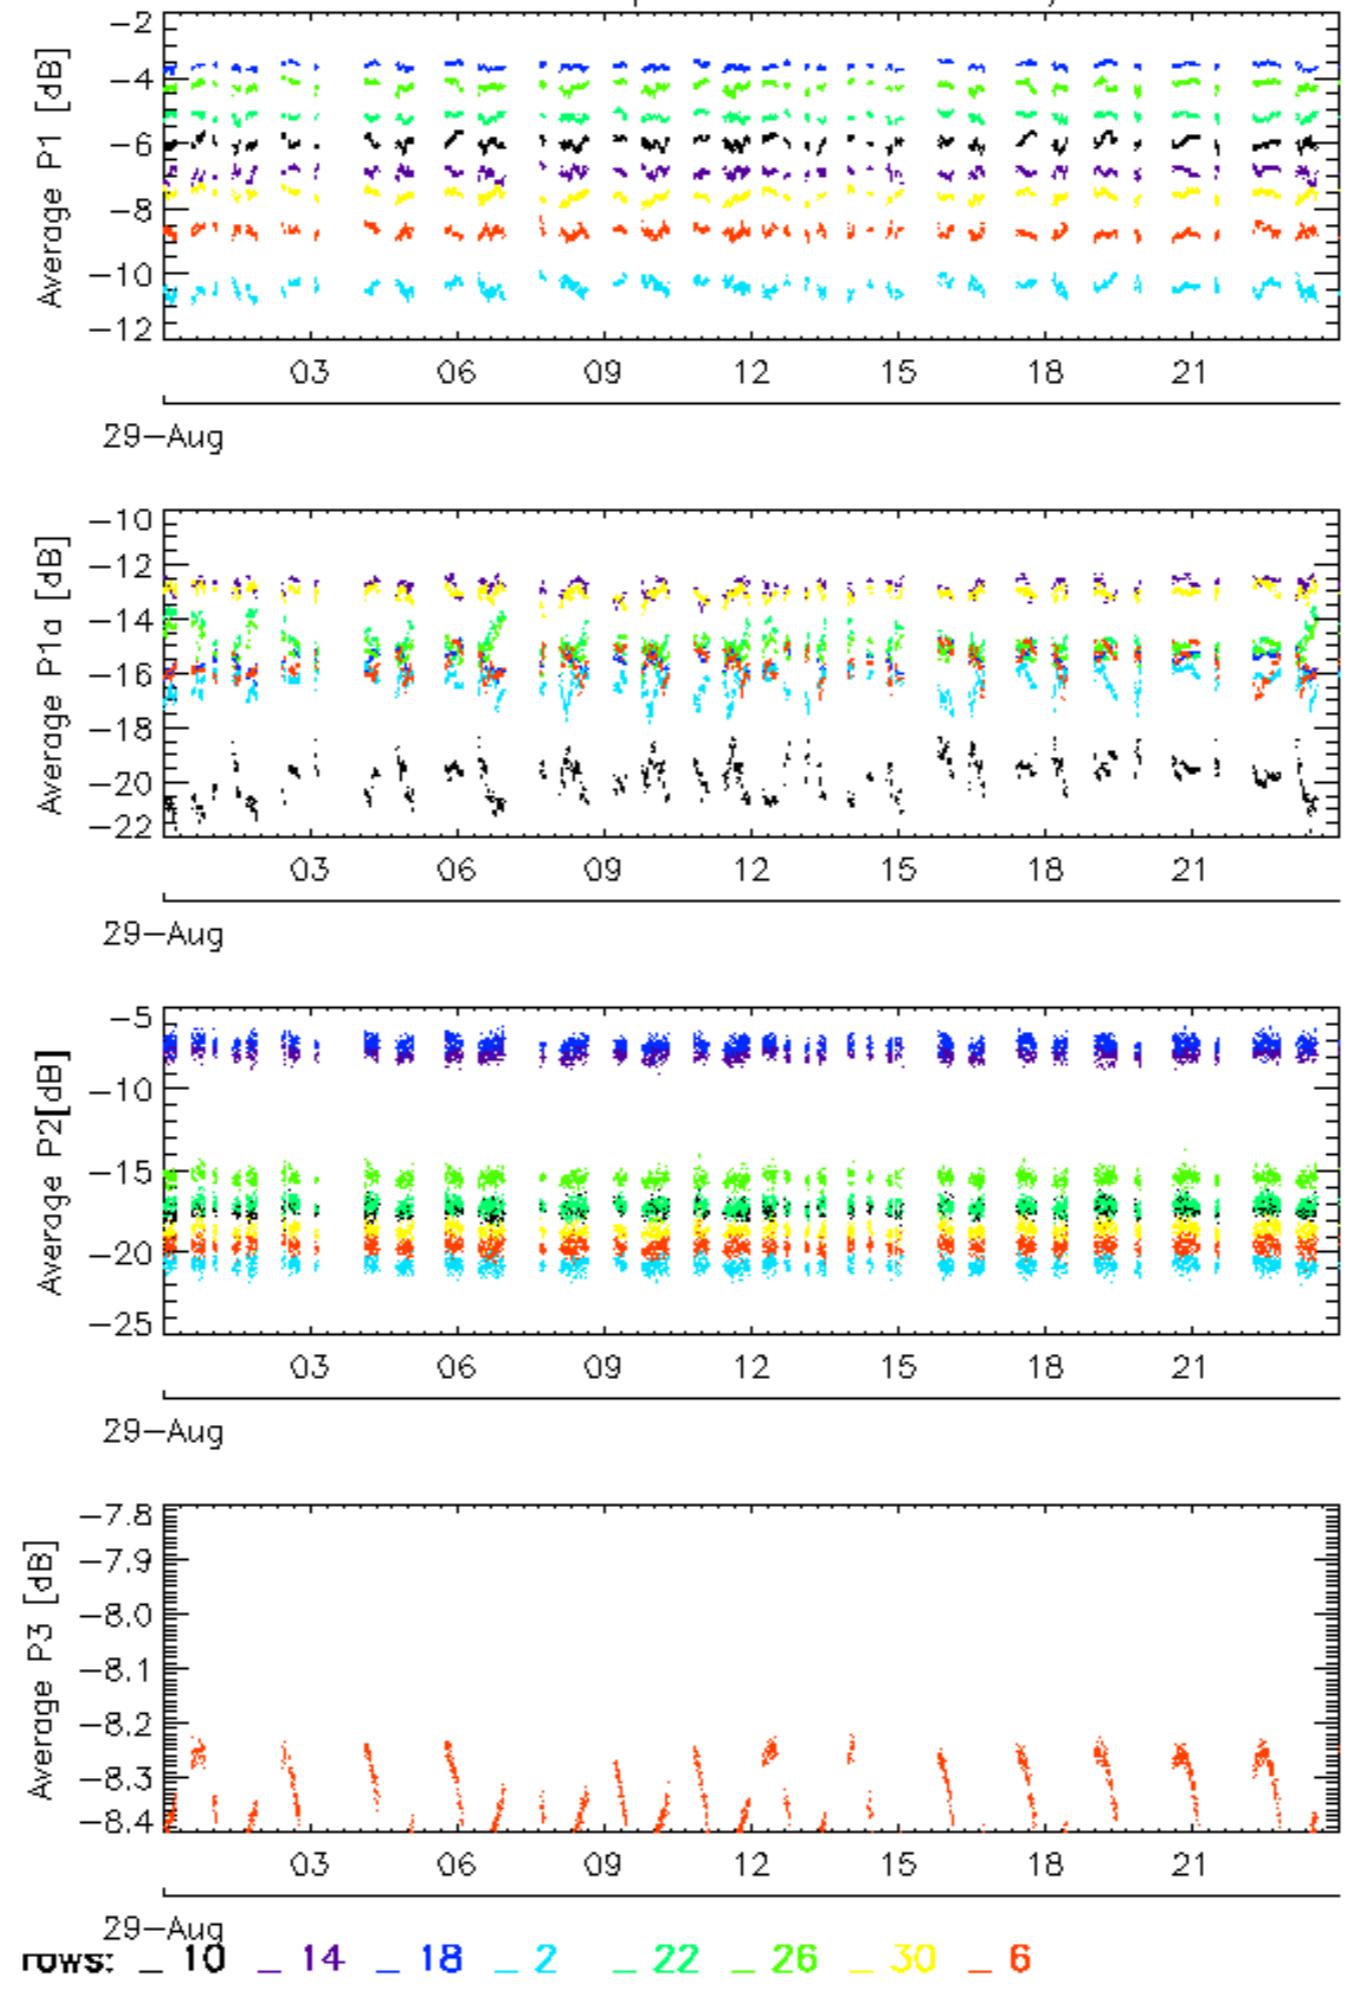 Average P1 [dB]
-2
-4
-6
-8
-10
-12
03 06 09 12 15 18 21
29-Aug
Average P1a [dB]
-10
-12
-14
-16
-18
-20
-22
03 06 09 12 15 18 21
29-Aug
Average P2[dB]
-5
-10
-15
-20
-25
03 06 09 12 15 18 21
29-Aug
Average P3 [dB]
-7.8
-7.9
-8.0
-8.1
-8.2
-8.3
-8.4
03 06 09 12 15 18 21
29-Aug
rows: _ 10 _ 14 _ 18 _ 2 _ 22 _ 26 _ 30 _ 6